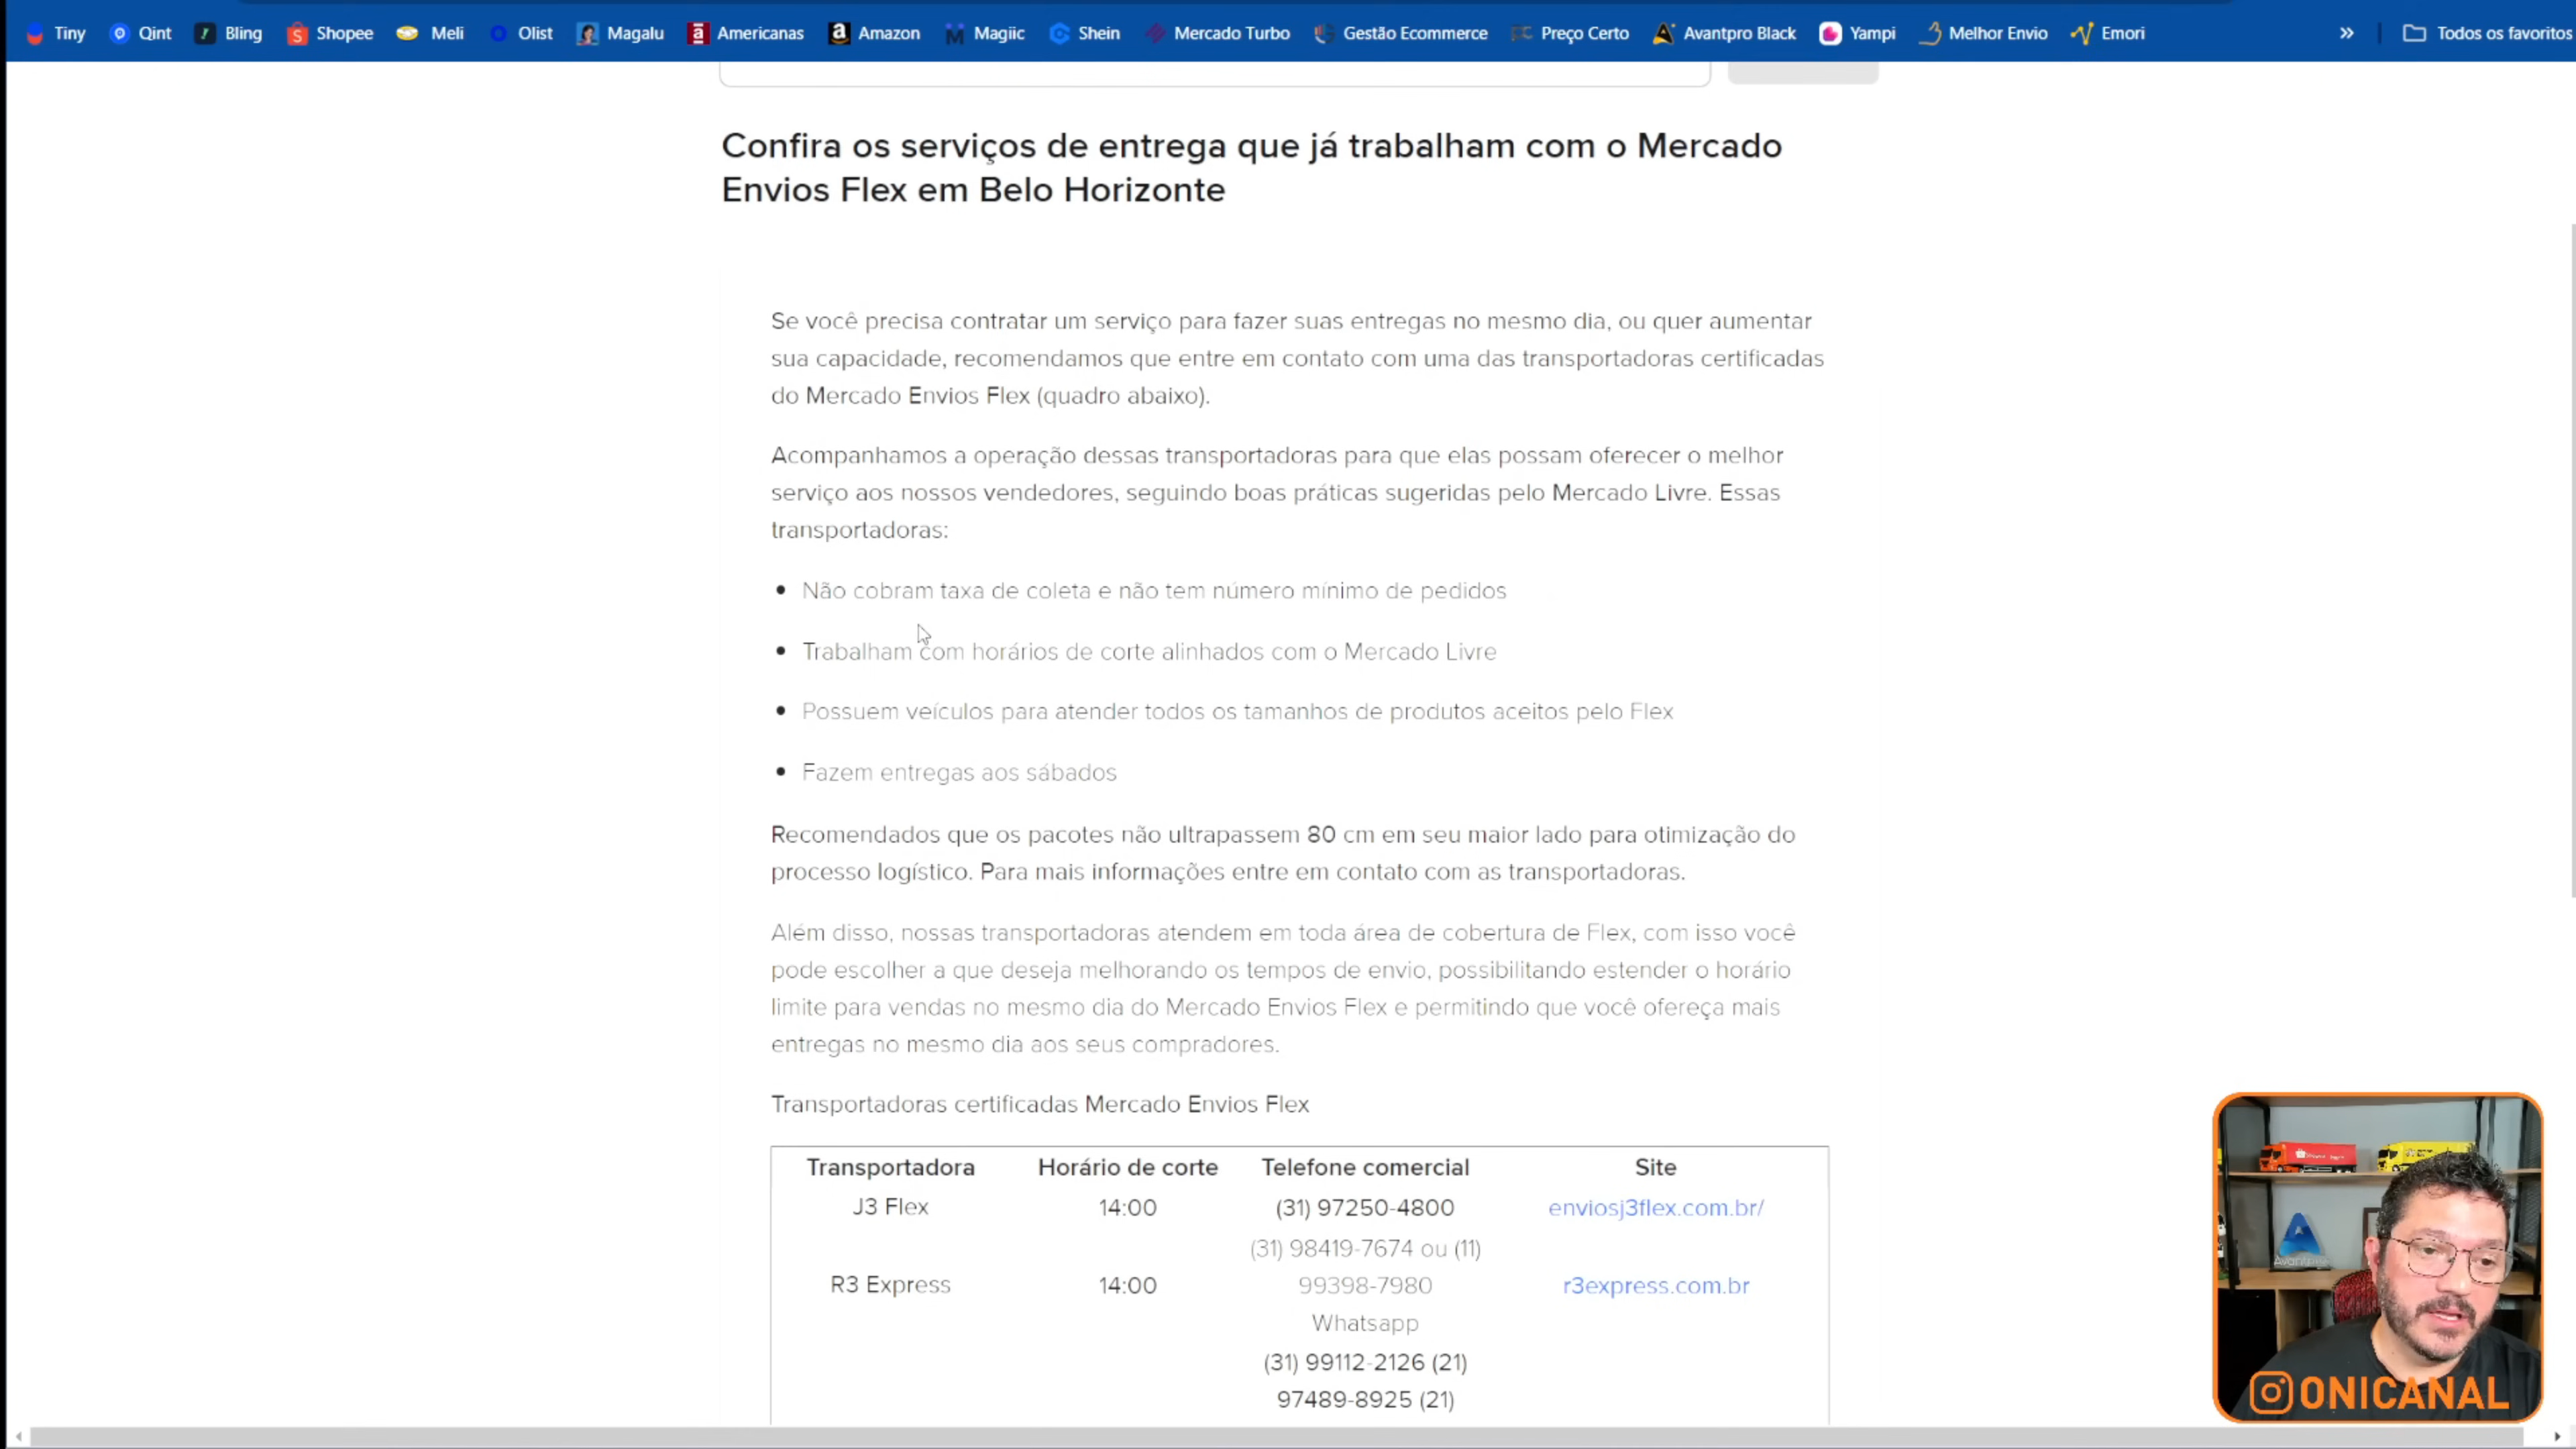 Tiny Qint Bling Shopee Meli Olist Magalu Americanas Amazon Magiic Shein Mercado Turbo Gestão Ecommerce Preço Certo Avantpro Black Yampi Melhor Envio Emori » Todos os favoritos
Confira os serviços de entrega que já trabalham com o Mercado
Envios Flex em Belo Horizonte
Se você precisa contratar um serviço para fazer suas entregas no mesmo dia, ou quer aumentar
sua capacidade, recomendamos que entre em contato com uma das transportadoras certificadas
do Mercado Envios Flex (quadro abaixo).
Acompanhamos a operação dessas transportadoras para que elas possam oferecer o melhor
serviço aos nossos vendedores, seguindo boas práticas sugeridas pelo Mercado Livre. Essas
transportadoras:
• Não cobram taxa de coleta e não tem número mínimo de pedidos
• Trabalham com horários de corte alinhados com o Mercado Livre
• Possuem veículos para atender todos os tamanhos de produtos aceitos pelo Flex
• Fazem entregas aos sábados
Recomendados que os pacotes não ultrapassem 80 cm em seu maior lado para otimização do
processo logístico. Para mais informações entre em contato com as transportadoras.
Além disso, nossas transportadoras atendem em toda área de cobertura de Flex, com isso você
pode escolher a que deseja melhorando os tempos de envio, possibilitando estender o horário
limite para vendas no mesmo dia do Mercado Envios Flex e permitindo que você ofereça mais
entregas no mesmo dia aos seus compradores.
Transportadoras certificadas Mercado Envios Flex
Transportadora Horário de corte Telefone comercial Site
J3 Flex 14:00 (31) 97250-4800 enviosj3flex.com.br/
(31) 98419-7674 ou (11)
R3 Express 14:00 99398-7980 r3express.com.br
Whatsapp
(31) 99112-2126 (21)
97489-8925 (21)
ONICANAL